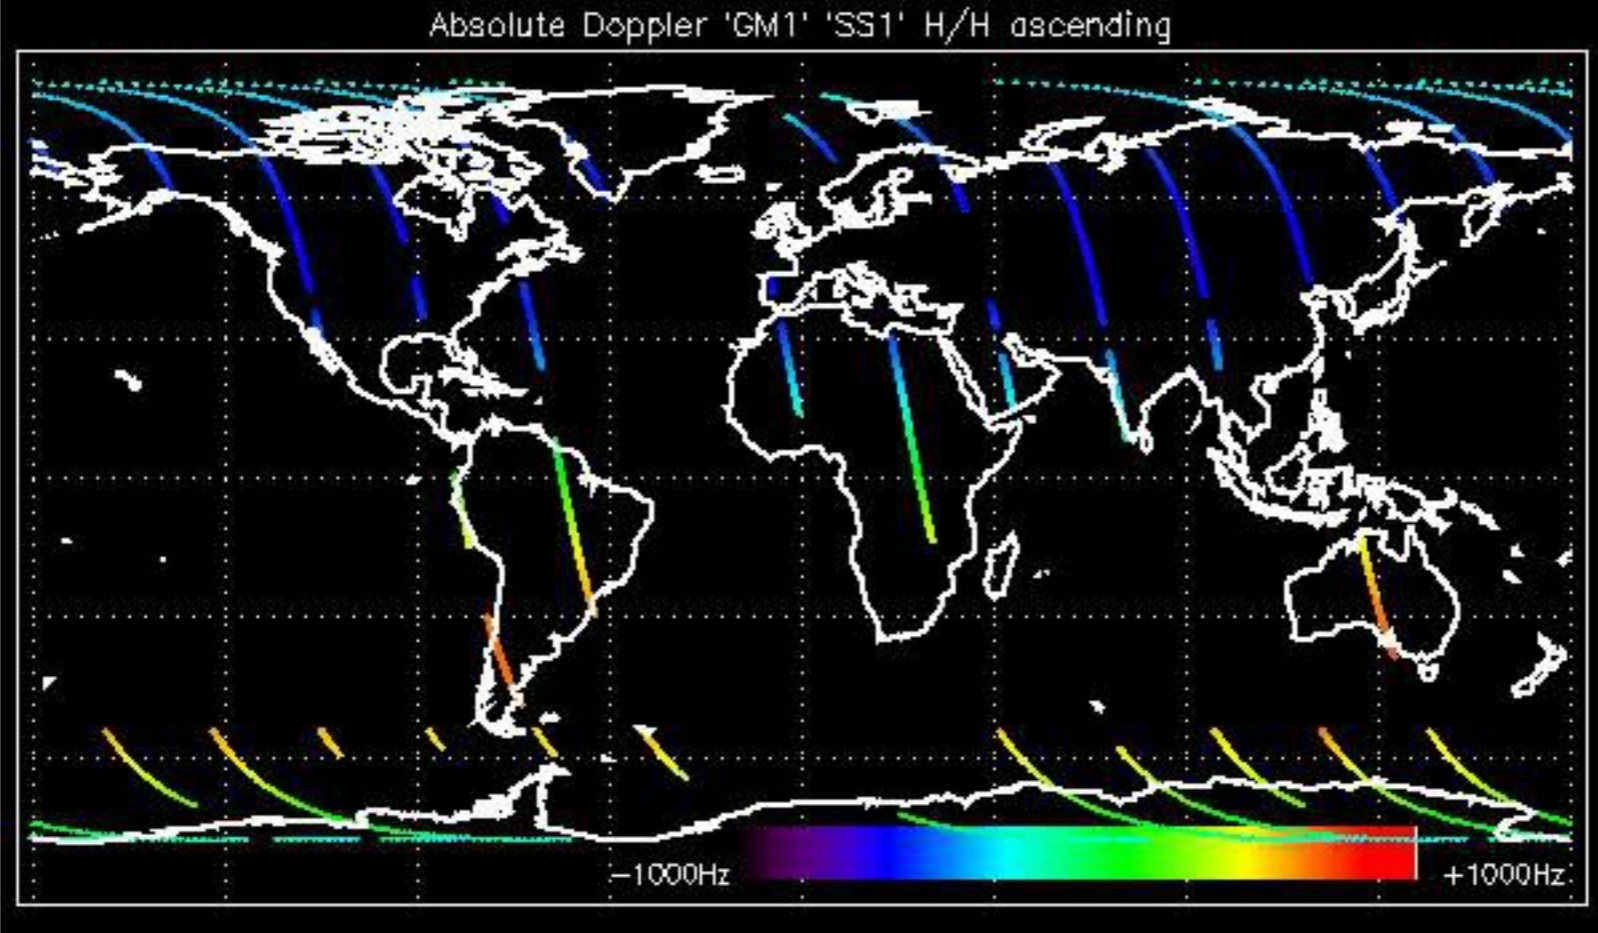 Absolute Doppler 'GM1' 'SS1' H/H ascending
−1000Hz +1000Hz